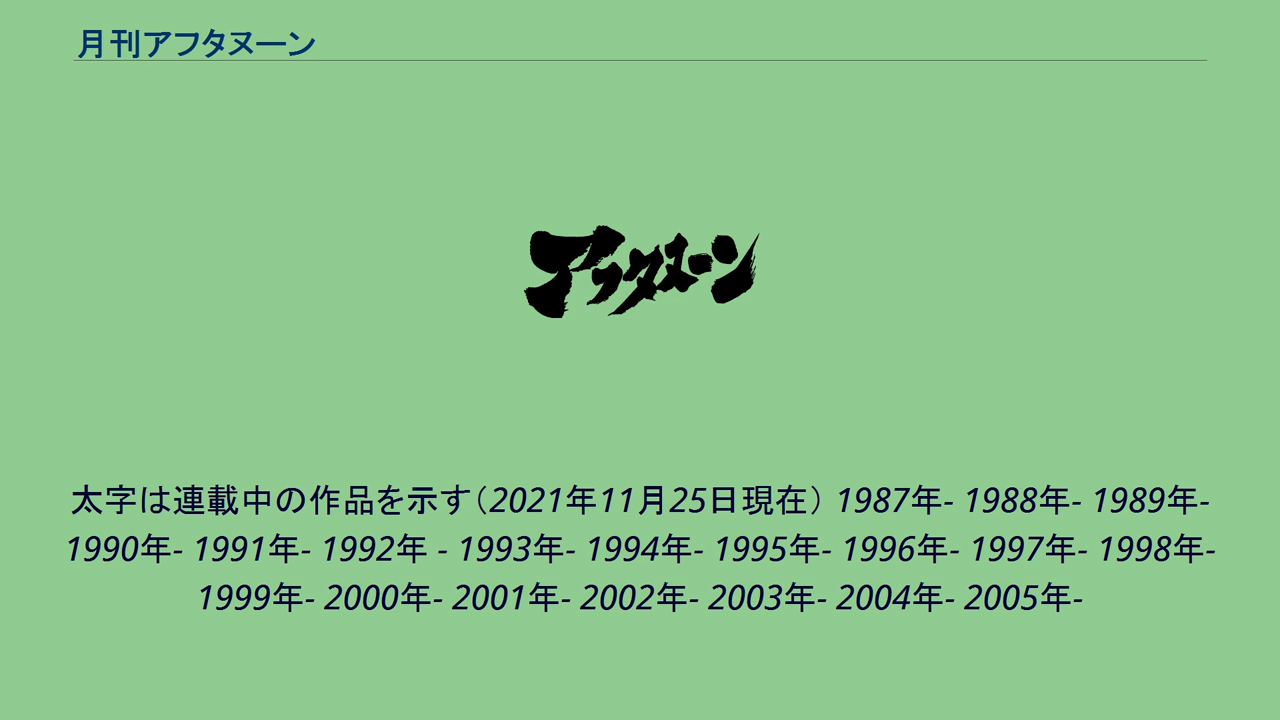 月刊アフタヌーン
アフタヌーン
太字は連載中の作品を示す（2021年11月25日現在） 1987年- 1988年- 1989年-
1990年- 1991年- 1992年 - 1993年- 1994年- 1995年- 1996年- 1997年- 1998年-
1999年- 2000年- 2001年- 2002年- 2003年- 2004年- 2005年-